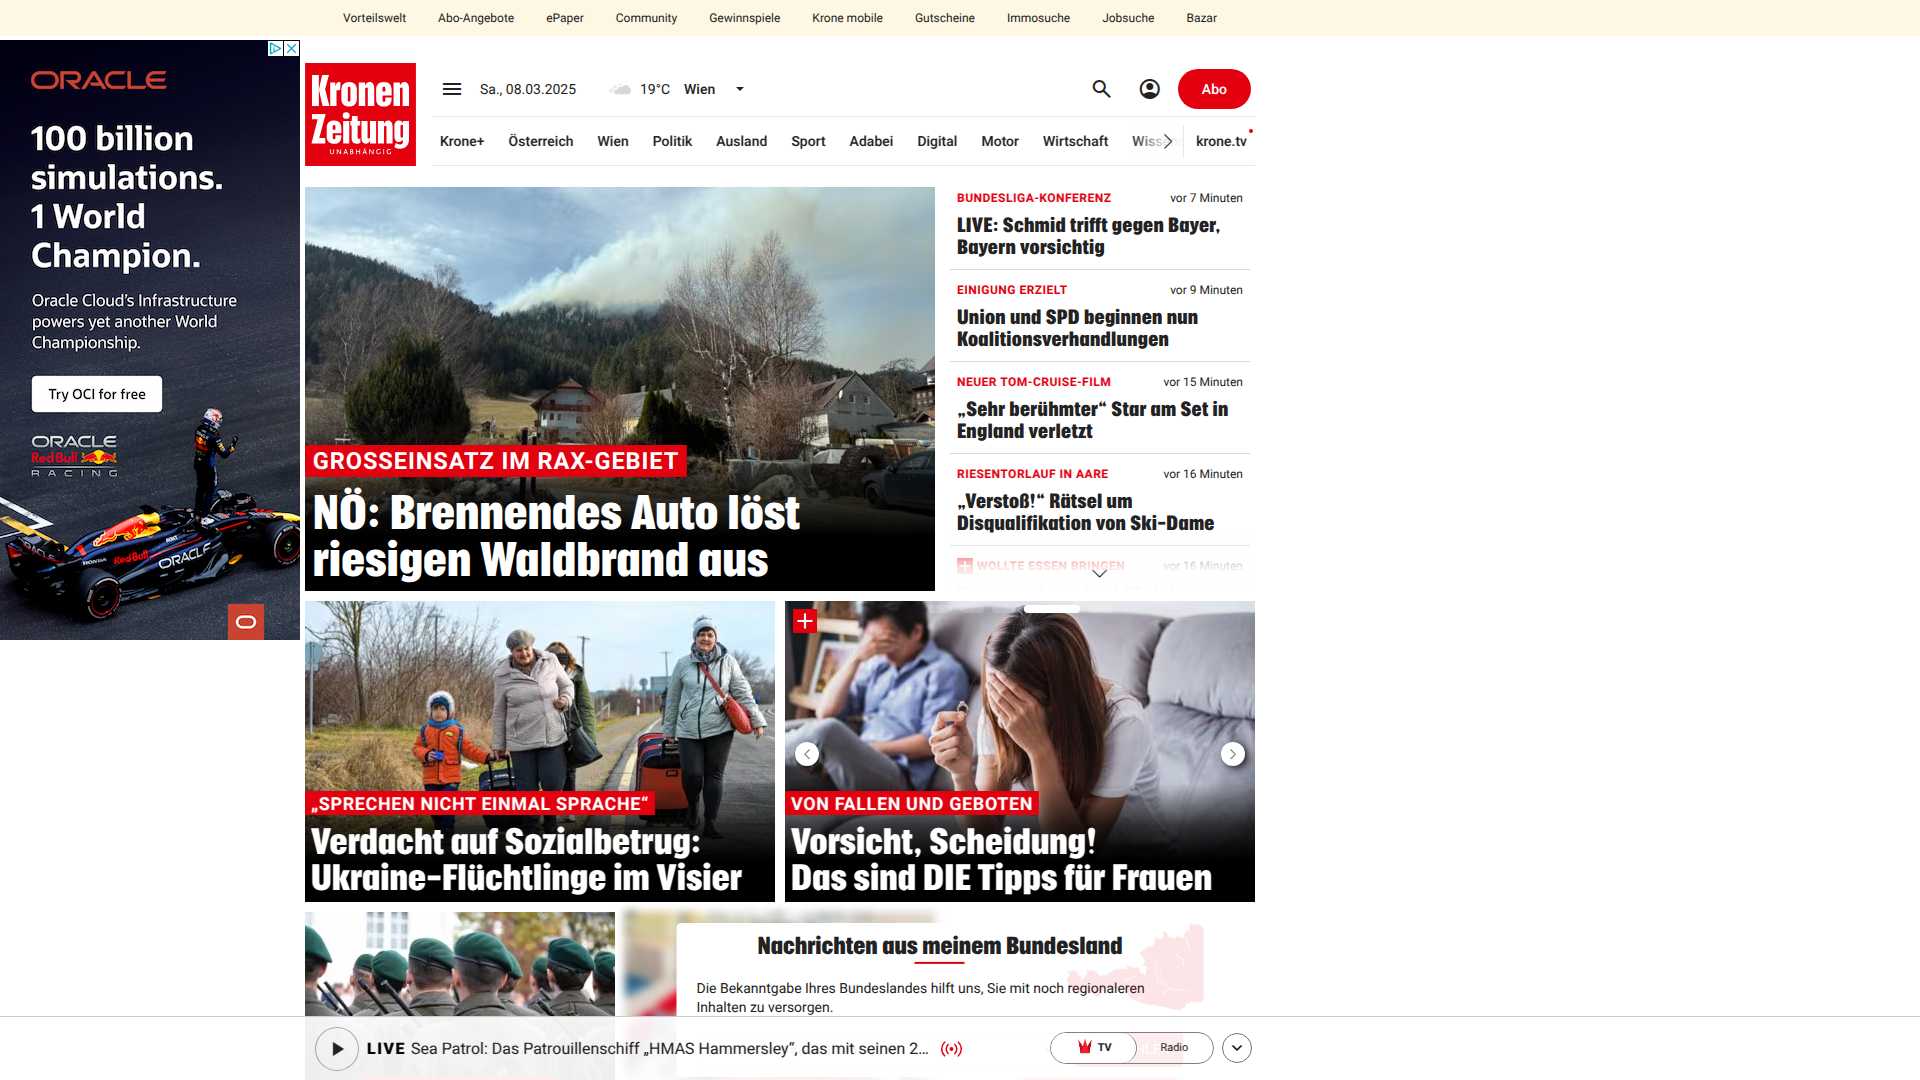 Vorteilswelt Abo-Angebote ePaper Community Gewinnspiele Krone mobile Gutscheine Immosuche Jobsuche Bazar
ORACLE
100 billion
simulations.
1 World
Champion.
Oracle Cloud's Infrastructure
powers yet another World
Championship.
Try OCI for free
ORACLE
Red Bull
RACING
Kronen
Zeitung
UNABHÄNGIG
Sa., 08.03.2025 19°C Wien
Abo
Krone+ Österreich Wien Politik Ausland Sport Adabei Digital Motor Wirtschaft krone.tv
GROSSEINSATZ IM RAX-GEBIET
NÖ: Brennendes Auto löst
riesigen Waldbrand aus
BUNDESLIGA-KONFERENZ vor 7 Minuten
LIVE: Schmid trifft gegen Bayer,
Bayern vorsichtig
EINIGUNG ERZIELT vor 9 Minuten
Union und SPD beginnen nun
Koalitionsverhandlungen
NEUER TOM-CRUISE-FILM vor 15 Minuten
„Sehr berühmter“ Star am Set in
England verletzt
RIESENTORLAUF IN AARE vor 16 Minuten
„Verstoß!“ Rätsel um
Disqualifikation von Ski-Dame
WOLLTE ESSEN BRINGEN vor 16 Minuten
„SPRECHEN NICHT EINMAL SPRACHE“
Verdacht auf Sozialbetrug:
Ukraine-Flüchtlinge im Visier
VON FALLEN UND GEBOTEN
Vorsicht, Scheidung!
Das sind DIE Tipps für Frauen
Nachrichten aus meinem Bundesland
Die Bekanntgabe Ihres Bundeslandes hilft uns, Sie mit noch regionaleren
Inhalten zu versorgen.
LIVE Sea Patrol: Das Patrouillenschiff „HMAS Hammersley“, das mit seinen 2...
TV Radio